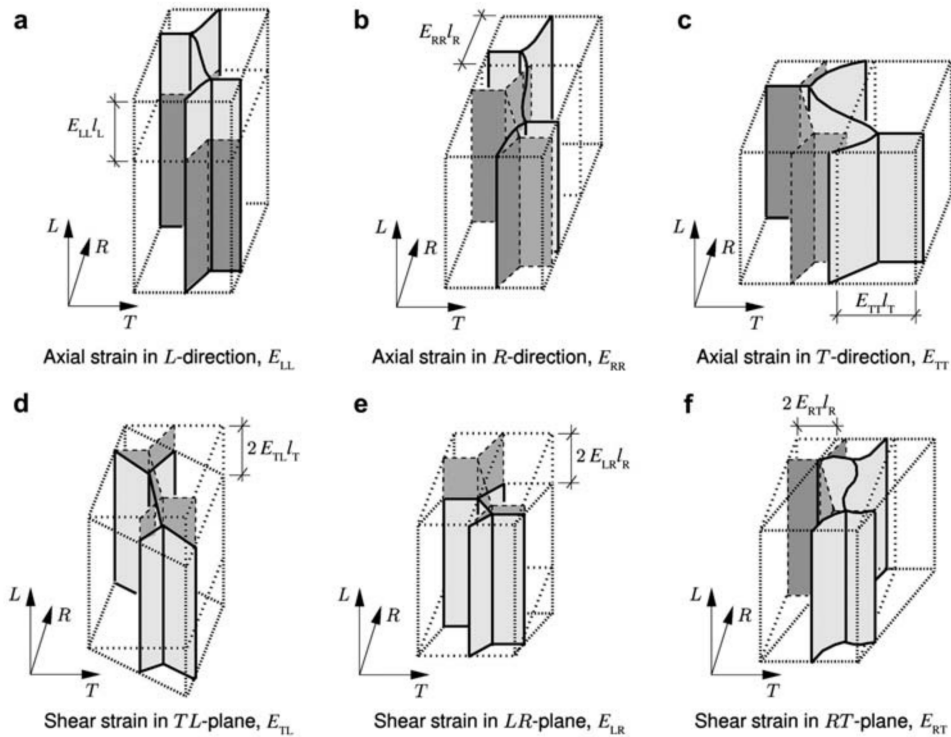 a
E_LL l_L
L
R
T
Axial strain in L-direction, E_LL
b
E_RR l_R
L
R
T
Axial strain in R-direction, E_RR
c
L
R
T
E_TT l_T
Axial strain in T-direction, E_TT
d
2 E_TL l_T
L
R
T
Shear strain in TL-plane, E_TL
e
2 E_LR l_R
L
R
T
Shear strain in LR-plane, E_LR
f
2 E_RT l_R
L
R
T
Shear strain in RT-plane, E_RT